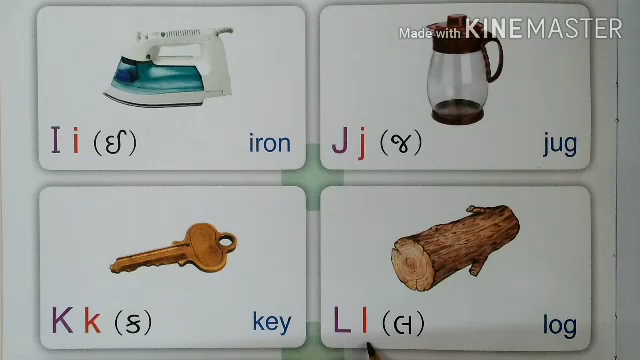 Made with KINEMASTER
I i (ઈ) iron
J j (જ) jug
K k (ક) key
L l (લ) log